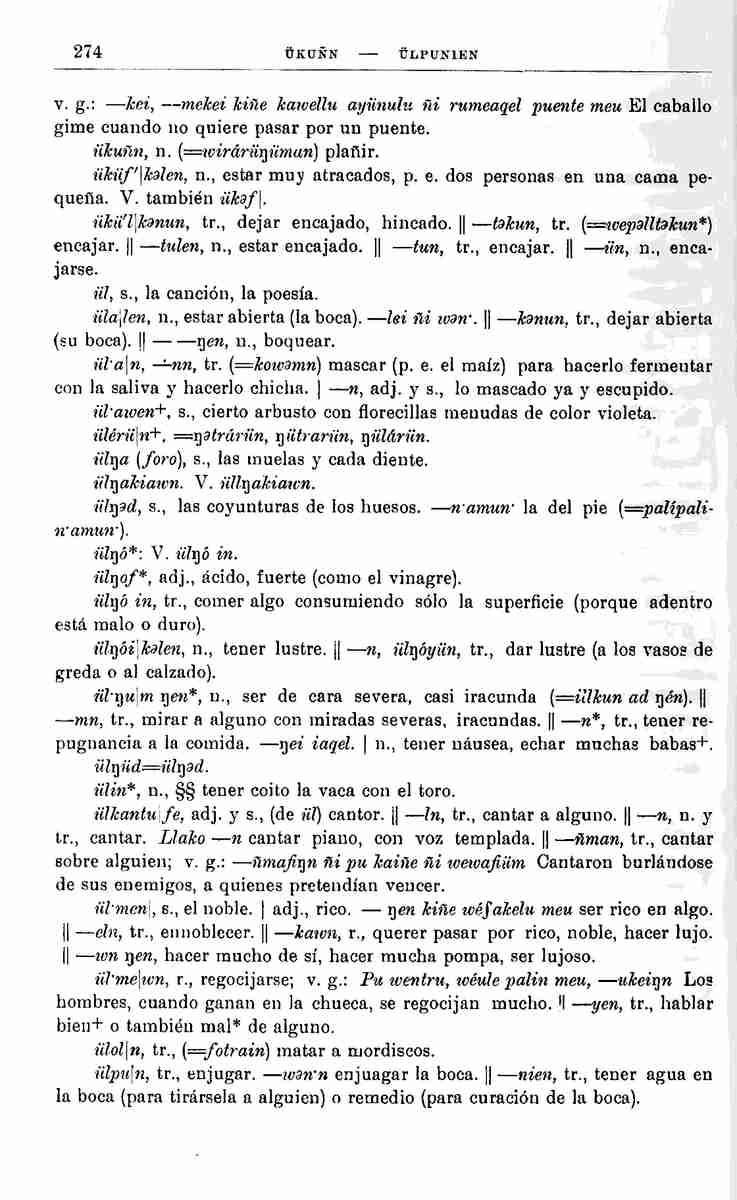 274 ÜKUÑN — ÜLPUNIEN
v. g.: —kei, —mekei kiñe kawellu ayünulu ñi rumeaqel puente meu El caballo
gime cuando no quiere pasar por un puente.
ükuñn, n. (=wirárüŋüman) plañir.
üküf'|kəlen, n., estar muy atracados, p. e. dos personas en una cama pe-
queña. V. también ükəf|.
ükü'l|kənun, tr., dejar encajado, hincado. || —təkun, tr. (=wepəlltəkun*)
encajar. || —tulen, n., estar encajado. || —tun, tr., encajar. || —ün, n., enca-
jarse.
ül, s., la canción, la poesía.
üla|len, n., estar abierta (la boca). —lei ñi wən·. || —kənun, tr., dejar abierta
(su boca). || — —ŋen, n., boquear.
ül·a|n, —́nn, tr. (=kowəmn) mascar (p. e. el maíz) para hacerlo fermentar
con la saliva y hacerlo chicha. | —n, adj. y s., lo mascado ya y escupido.
ül·awen+, s., cierto arbusto con florecillas menudas de color violeta.
ülérü|n+. =ŋətrárün, ŋütrarün, ŋülárün.
ülŋa (foro), s., las muelas y cada diente.
ülŋakiawn. V. üllŋakiawn.
ülŋəd, s., las coyunturas de los huesos. —n·amun· la del pie (=palípali-
n·amun·).
ülŋó*: V. ülŋó in.
ülŋof*, adj., ácido, fuerte (como el vinagre).
ülŋó in, tr., comer algo consumiendo sólo la superficie (porque adentro
está malo o duro).
ülŋói|kəlen, n., tener lustre. || —n, ülŋóyün, tr., dar lustre (a los vasos de
greda o al calzado).
ül·ŋu|m ŋen*, n., ser de cara severa, casi iracunda (=illkun ad ŋén). ||
—mn, tr., mirar a alguno con miradas severas, iracundas. || —n*, tr., tener re-
pugnancia a la comida. —ŋei iaqel. | n., tener náusea, echar muchas babas+.
ülŋüd=ülŋəd.
ülin*, n., §§ tener coito la vaca con el toro.
ülkantu|fe, adj. y s., (de ül) cantor. || —ln, tr., cantar a alguno. || —n, n. y
tr., cantar. Llako —n cantar piano, con voz templada. || —ñman, tr., cantar
sobre alguien; v. g.: —ñmafiŋn ñi pu kaiñe ñi wewafiüm Cantaron burlándose
de sus enemigos, a quienes pretendían vencer.
ül·men|, s., el noble. | adj., rico. — ŋen kiñe wéʃakelu meu ser rico en algo.
|| —eln, tr., ennoblecer. || —kawn, r., querer pasar por rico, noble, hacer lujo.
|| —wn ŋen, hacer mucho de sí, hacer mucha pompa, ser lujoso.
ül·me|wn, r., regocijarse; v. g.: Pu wentru, wéule palin meu, —ukeiŋn Los
hombres, cuando ganan en la chueca, se regocijan mucho. || —yen, tr., hablar
bien+ o también mal* de alguno.
ülol|n, tr., (=fotrain) matar a mordiscos.
ülpu|n, tr., enjugar. —wən·n enjuagar la boca. || —nien, tr., tener agua en
la boca (para tirársela a alguien) o remedio (para curación de la boca).